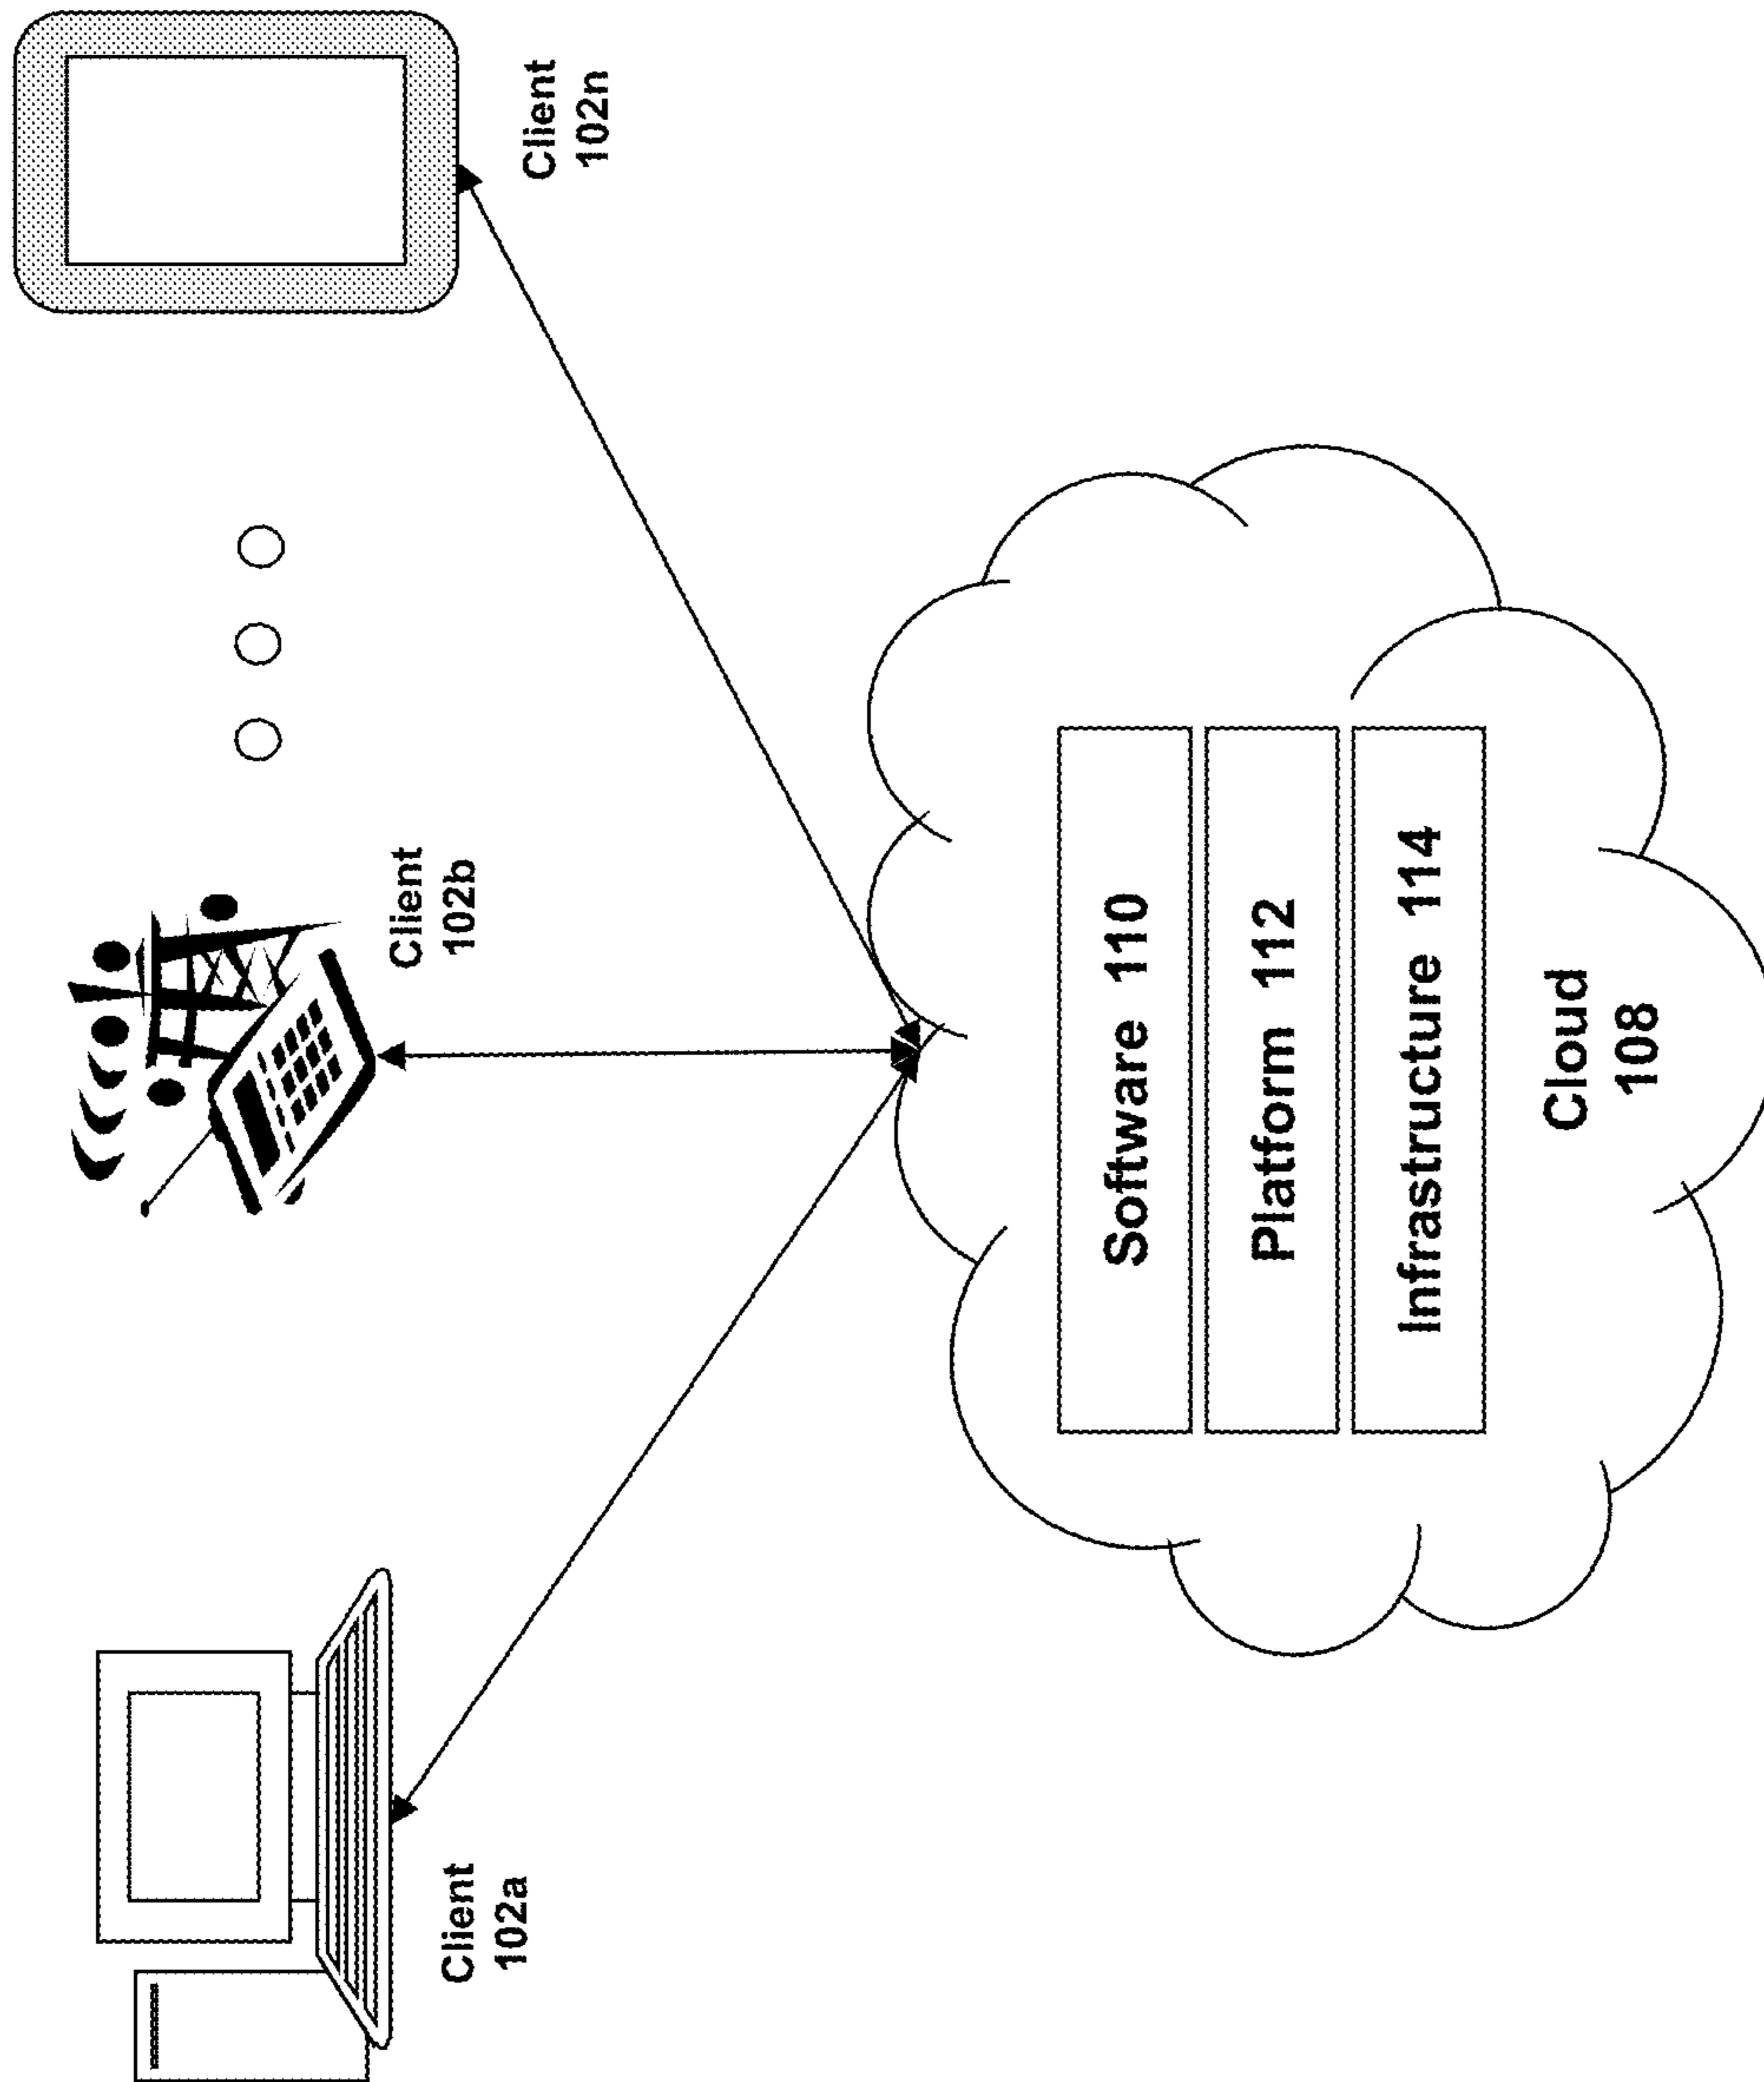 Client
102a
Client
102b
Client
102n
Software 110
Platform 112
Infrastructure 114
Cloud
108